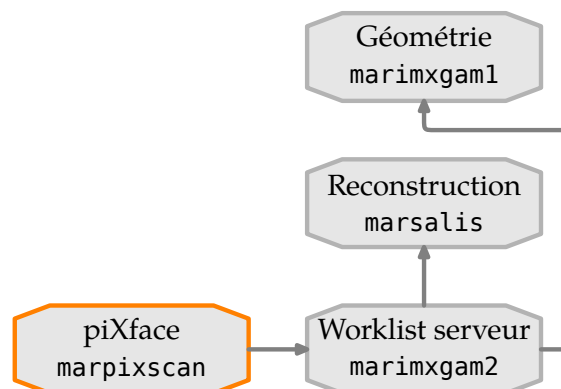 Géométrie
marimxgam1
Reconstruction
marsalis
piXface
marpixscan
Worklist serveur
marimxgam2